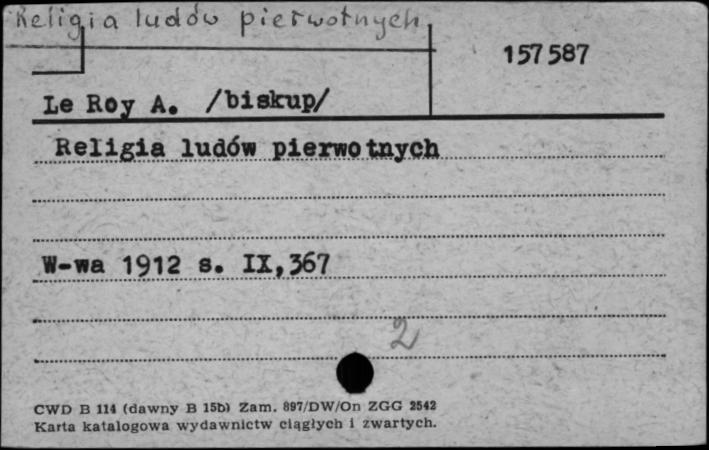 Religia ludów pierwotnych
157587
Le Roy A. /biskup/
Religia ludów pierwotnych
W-wa 1912 s. IX,367
2
CWD B 114 (dawny B 15b) Zam. 897/DW/On ZGG 2542
Karta katalogowa wydawnictw ciągłych i zwartych.